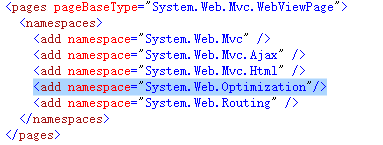 <pages pageBaseType="System.Web.Mvc.WebViewPage">
<namespaces>
<add namespace="System.Web.Mvc" />
<add namespace="System.Web.Mvc.Ajax" />
<add namespace="System.Web.Mvc.Html" />
<add namespace="System.Web.Optimization"/>
<add namespace="System.Web.Routing" />
</namespaces>
</pages>